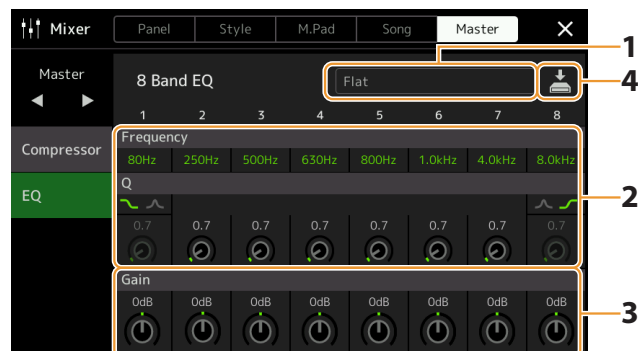 Mixer Panel Style M.Pad Song Master
1
Master 8 Band EQ Flat 4
1 2 3 4 5 6 7 8
Compressor Frequency
80Hz 250Hz 500Hz 630Hz 800Hz 1.0kHz 4.0kHz 8.0kHz
EQ Q
2
0.7 0.7 0.7 0.7 0.7 0.7 0.7 0.7
Gain
0dB 0dB 0dB 0dB 0dB 0dB 0dB 0dB
3